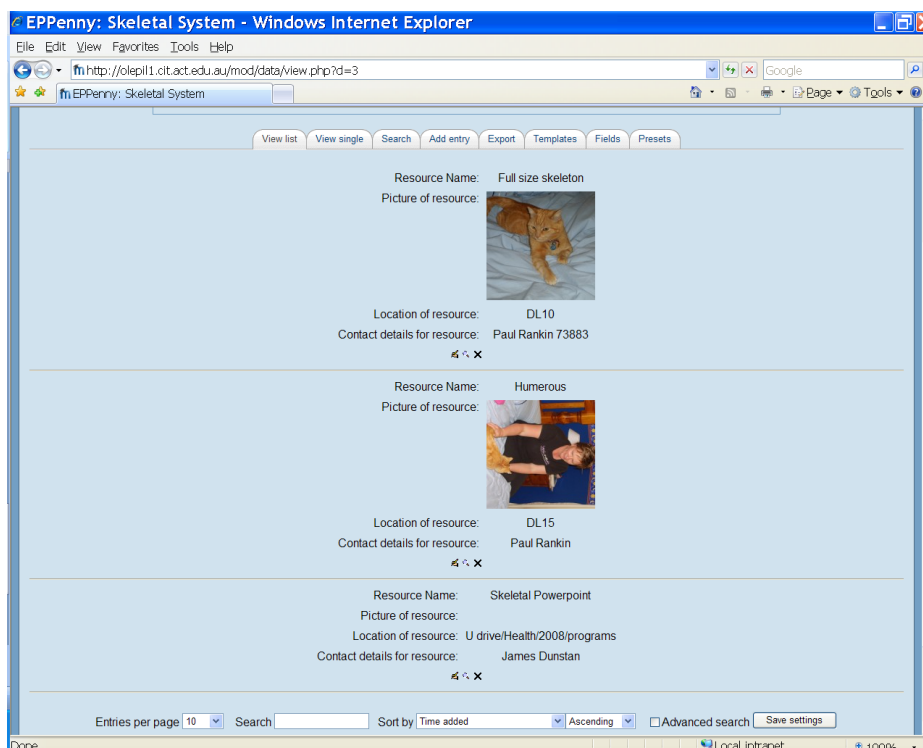 EPPenny: Skeletal System - Windows Internet Explorer
File Edit View Favorites Tools Help
http://olepil1.cit.act.edu.au/mod/data/view.php?d=3 Google
EPPenny: Skeletal System Page Tools
View list View single Search Add entry Export Templates Fields Presets
Resource Name: Full size skeleton
Picture of resource:
Location of resource: DL10
Contact details for resource: Paul Rankin 73883
Resource Name: Humerous
Picture of resource:
Location of resource: DL15
Contact details for resource: Paul Rankin
Resource Name: Skeletal Powerpoint
Picture of resource:
Location of resource: U drive/Health/2008/programs
Contact details for resource: James Dunstan
Entries per page 10 Search Sort by Time added Ascending Advanced search Save settings
Done Local intranet 100%